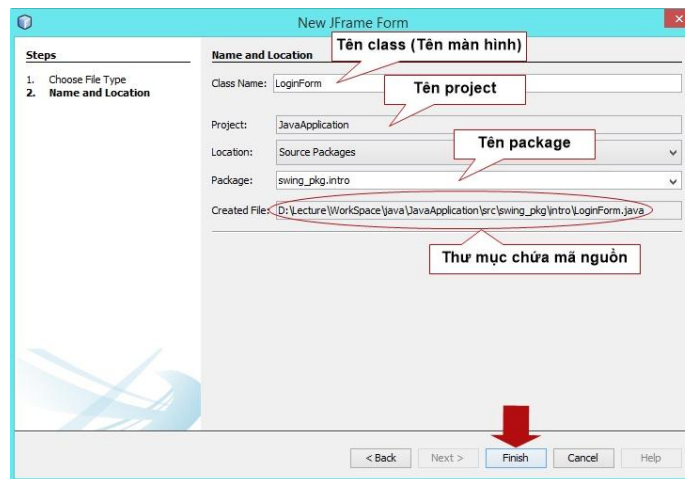 New JFrame Form
Steps
1. Choose File Type
2. Name and Location
Name and Location
Tên class (Tên màn hình)
Class Name: LoginForm
Tên project
Project: JavaApplication
Tên package
Location: Source Packages
Package: swing_pkg.intro
Created File: D:\Lecture\WorkSpace\java\JavaApplication\src\swing_pkg\intro\LoginForm.java
Thư mục chứa mã nguồn
< Back Next > Finish Cancel Help